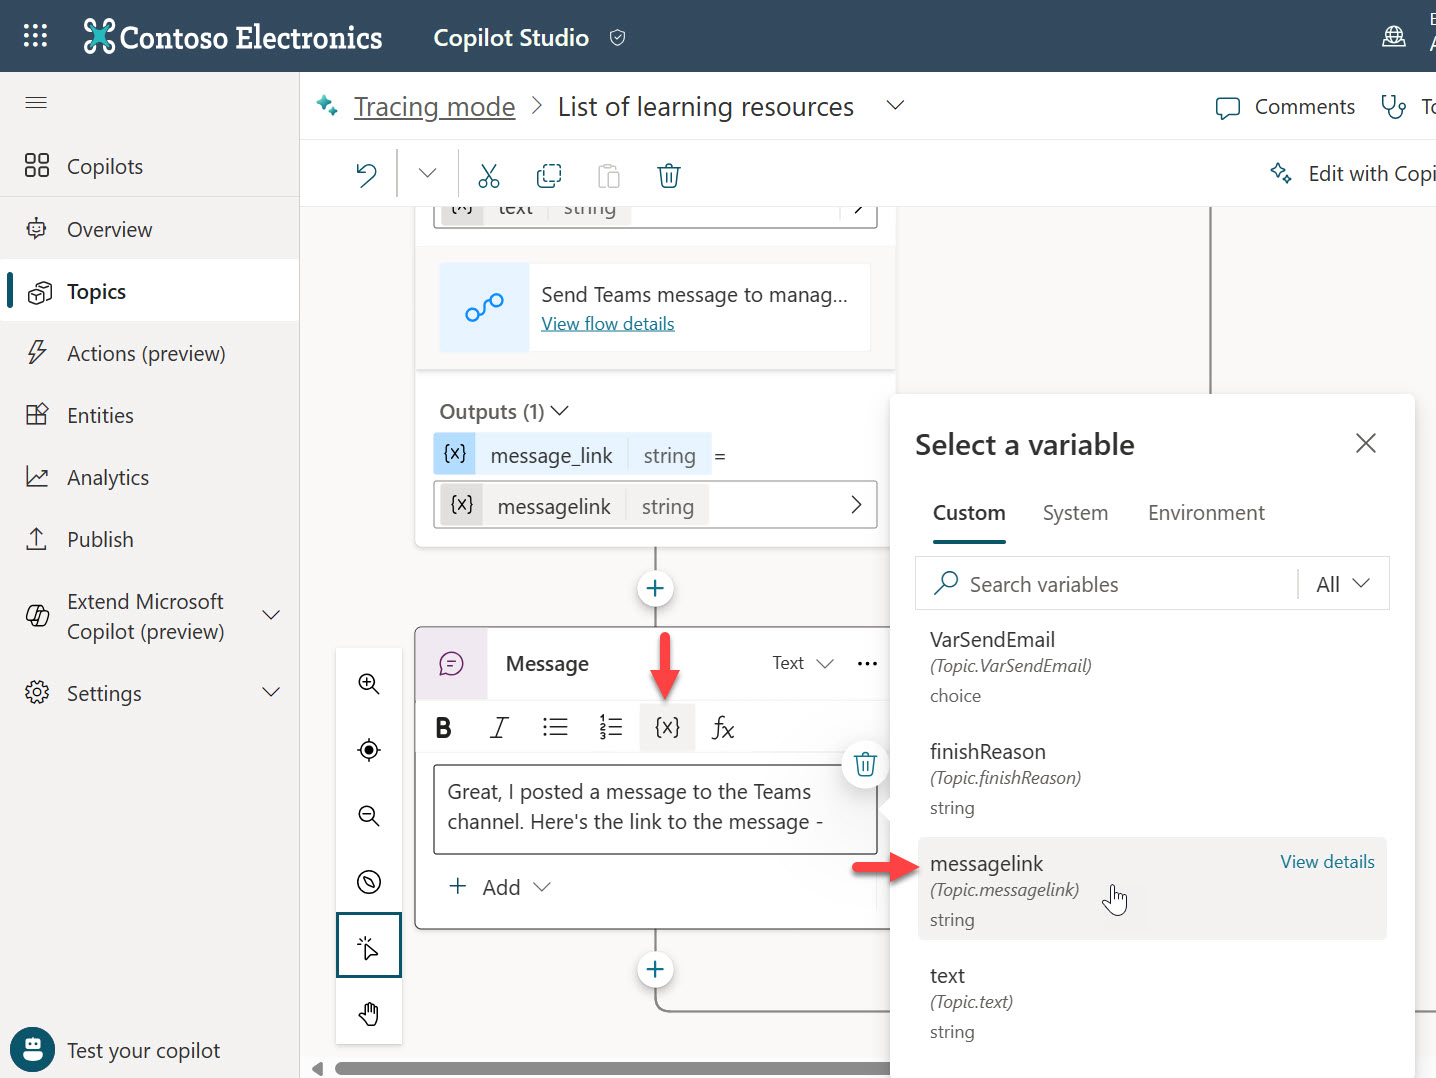 Contoso Electronics
Copilot Studio
Tracing mode > List of learning resources
Comments
Edit with Copi
Copilots
Overview
Topics
Actions (preview)
Entities
Analytics
Publish
Extend Microsoft
Copilot (preview)
Settings
Test your copilot
{x} text string
Send Teams message to manag...
View flow details
Outputs (1)
{x} message_link string =
{x} messagelink string
Message
Text
B I {x} fx
Great, I posted a message to the Teams
channel. Here's the link to the message -
+ Add
Select a variable
Custom System Environment
Search variables
All
VarSendEmail
(Topic.VarSendEmail)
choice
finishReason
(Topic.finishReason)
string
messagelink
View details
(Topic.messagelink)
string
text
(Topic.text)
string